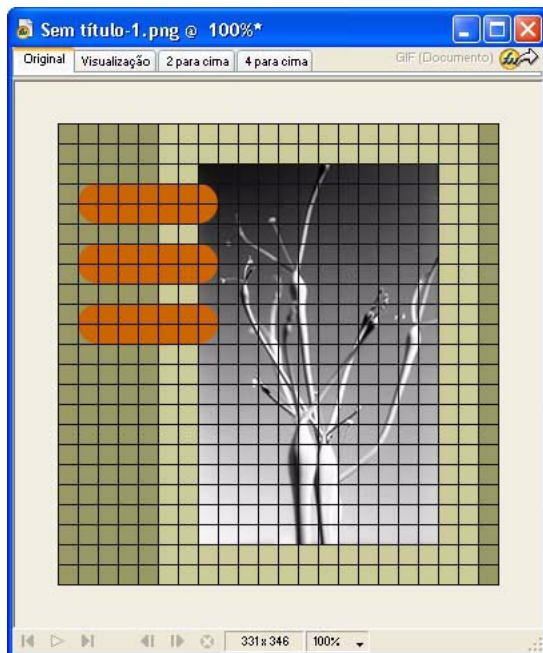 Sem título-1.png @ 100%*
Original Visualização 2 para cima 4 para cima GIF (Documento)
331 x 346 100%